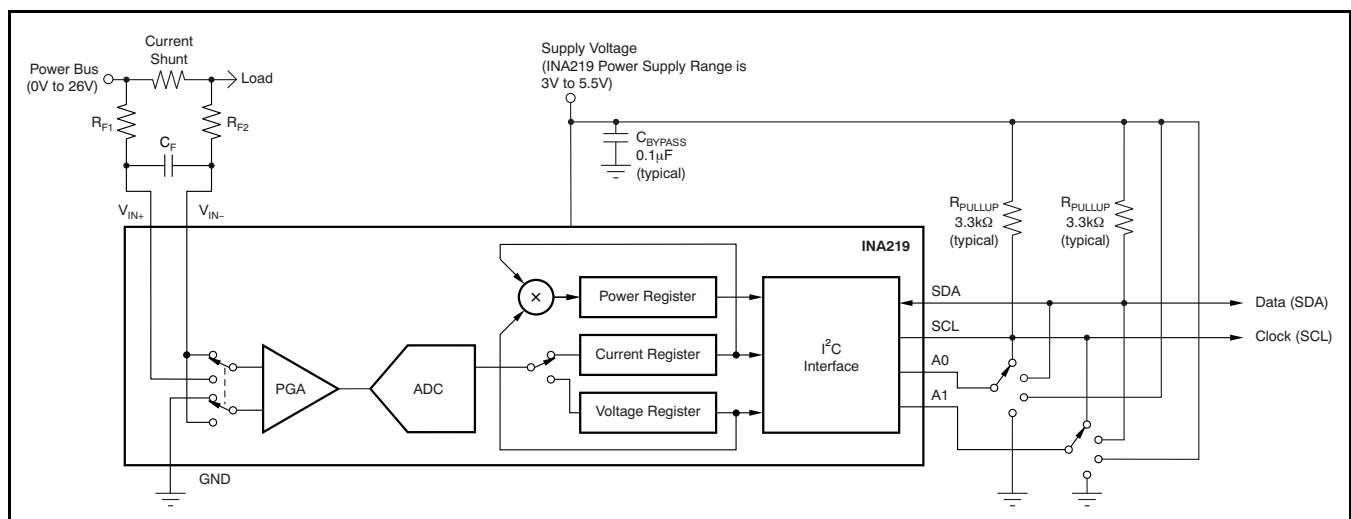 Current
Shunt
Power Bus
(0V to 26V)
Load
R_F1
R_F2
C_F
V_IN+
V_IN–
Supply Voltage
(INA219 Power Supply Range is
3V to 5.5V)
C_BYPASS
0.1µF
(typical)
R_PULLUP
3.3kΩ
(typical)
R_PULLUP
3.3kΩ
(typical)
INA219
×
Power Register
Current Register
Voltage Register
PGA
ADC
I²C
Interface
SDA
SCL
A0
A1
Data (SDA)
Clock (SCL)
GND